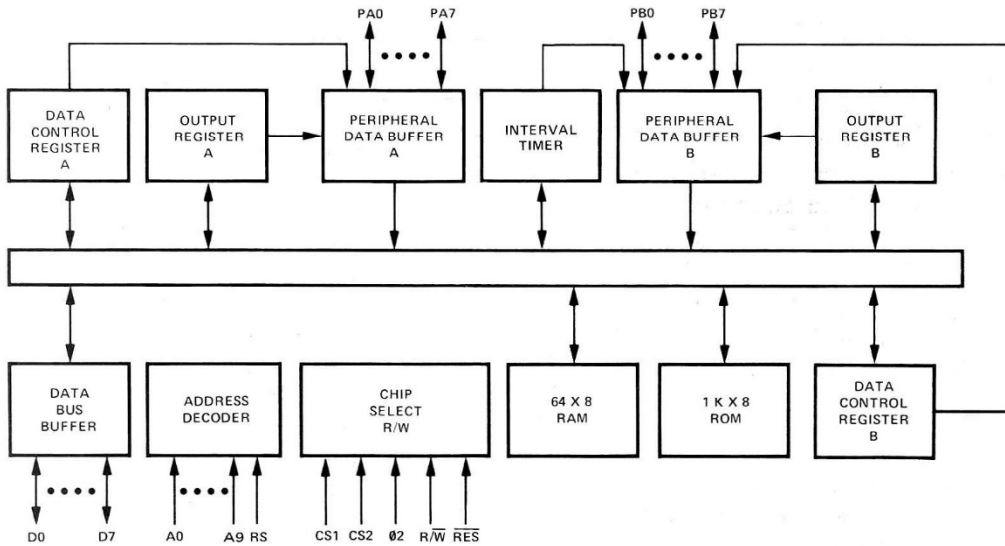 PA0 PA7 PB0 PB7
DATA
CONTROL
REGISTER
A
OUTPUT
REGISTER
A
PERIPHERAL
DATA BUFFER
A
INTERVAL
TIMER
PERIPHERAL
DATA BUFFER
B
OUTPUT
REGISTER
B
DATA
BUS
BUFFER
ADDRESS
DECODER
CHIP
SELECT
R/W
64 X 8
RAM
1 K X 8
ROM
DATA
CONTROL
REGISTER
B
D0 D7 A0 A9 RS CS1 CS2 Ø2 R/W̅ R̅E̅S̅